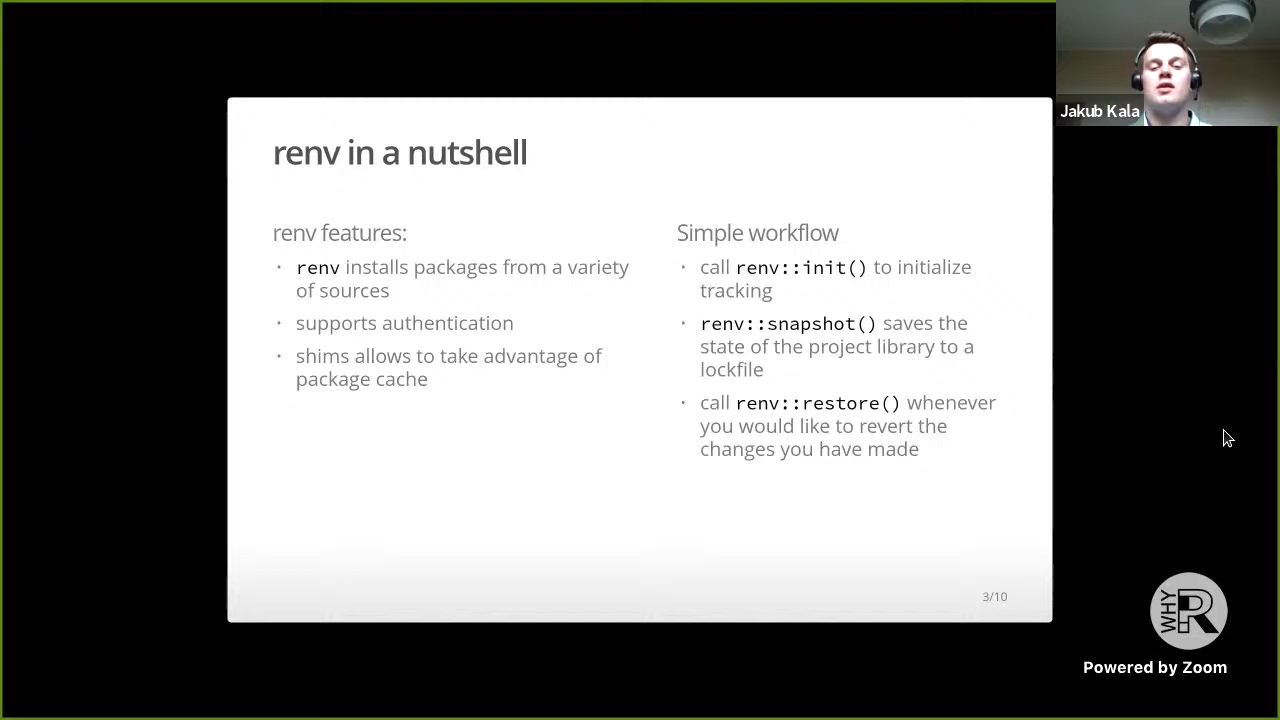 Jakub Kala
renv in a nutshell
renv features:
· renv installs packages from a variety
of sources
· supports authentication
· shims allows to take advantage of
package cache
Simple workflow
· call renv::init() to initialize
tracking
· renv::snapshot() saves the
state of the project library to a
lockfile
· call renv::restore() whenever
you would like to revert the
changes you have made
3/10
WHY R
Powered by Zoom